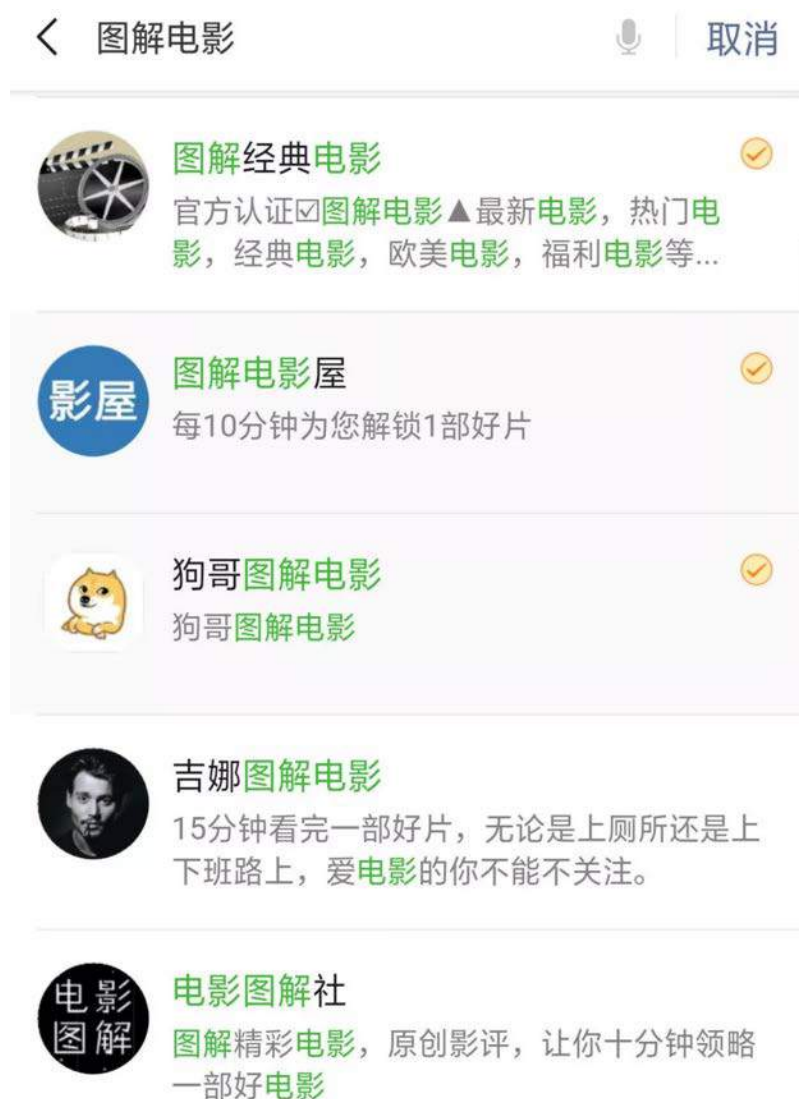 图解电影
取消
图解经典电影
官方认证☑图解电影▲最新电影，热门电
影，经典电影，欧美电影，福利电影等...
影屋
图解电影屋
每10分钟为您解锁1部好片
狗哥图解电影
狗哥图解电影
吉娜图解电影
15分钟看完一部好片，无论是上厕所还是上
下班路上，爱电影的你不能不关注。
电影
图解
电影图解社
图解精彩电影，原创影评，让你十分钟领略
一部好电影